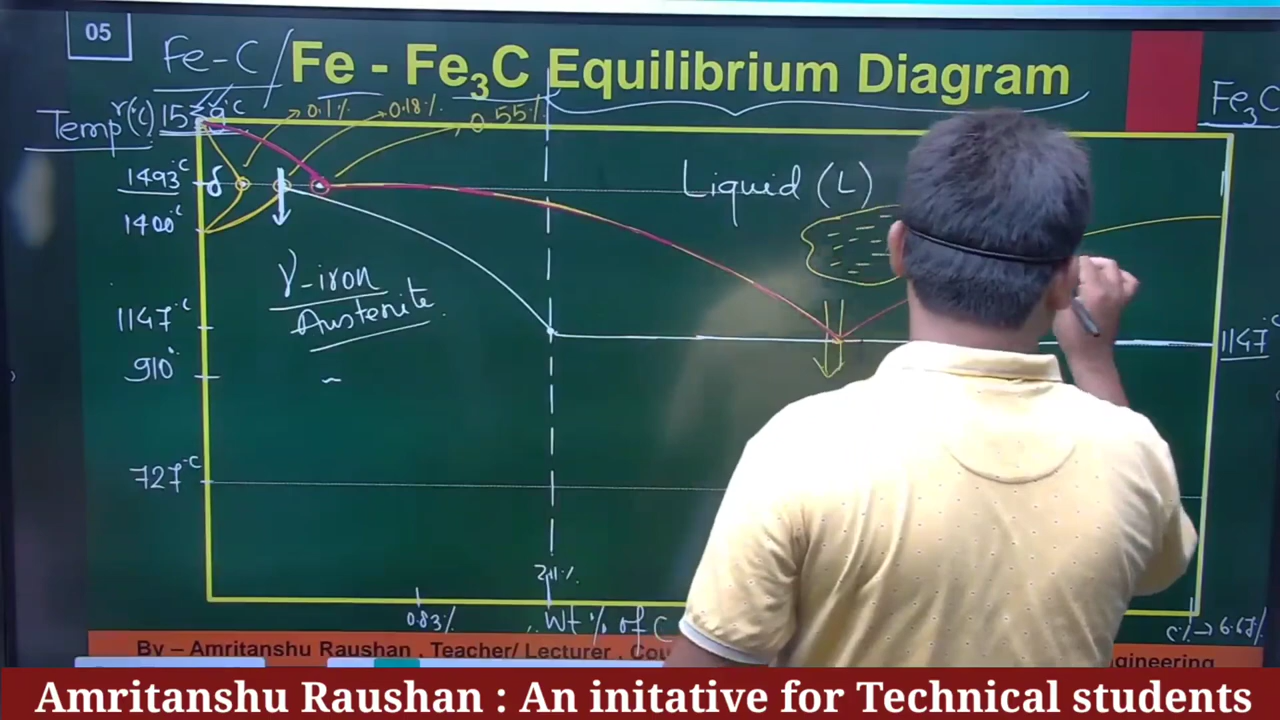 05
Fe-C/
Fe - Fe₃C Equilibrium Diagram
Fe₃C
Temp
0.1%
0.18%
0.55%
1493°C
δ
1400°C
Liquid (L)
γ-iron
Austenite
1147°C
1147°C
910°
727°C
2.11%
0.83%
Wt % of C
C% → 6.67%
By – Amritanshu Raushan , Teacher/ Lecturer ,
Amritanshu Raushan : An initative for Technical students